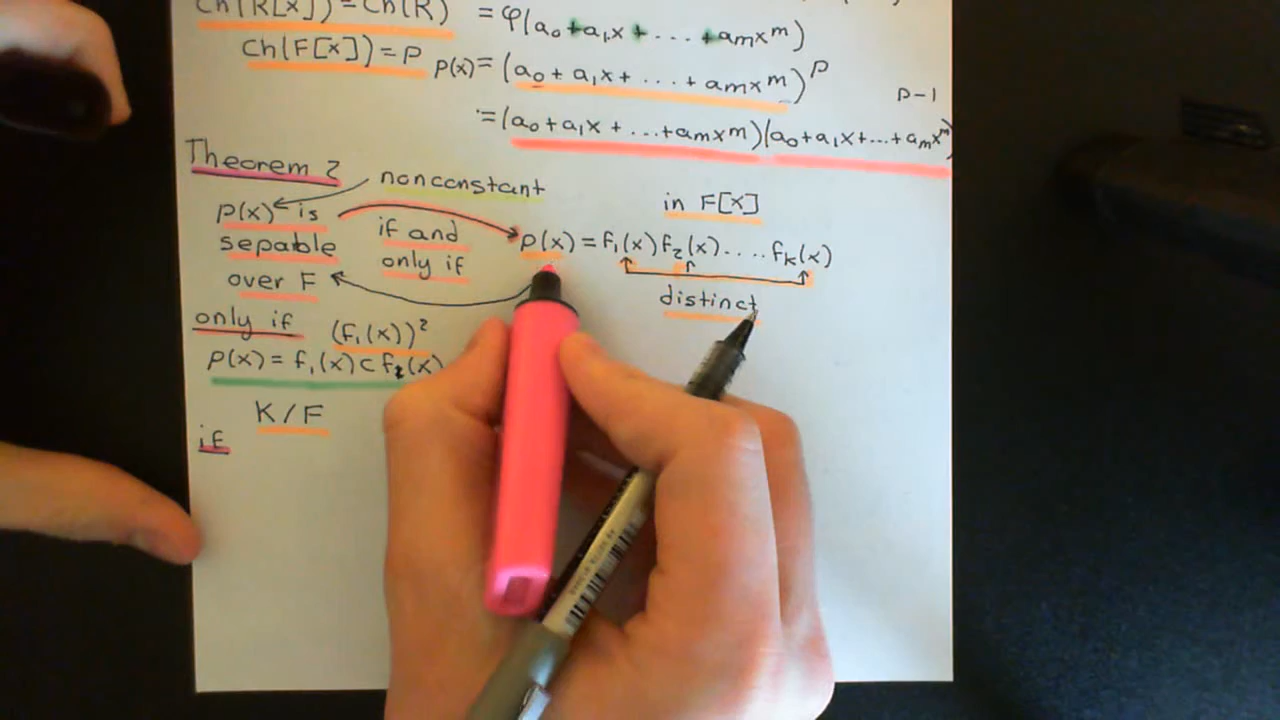 Ch(R[x]) = Ch(R) = φ(a₀+a₁x + ... + aₘxᵐ)
Ch(F[x]) = P p(x) = (a₀ + a₁x + ... + aₘxᵐ)ᵖ
P-1
= (a₀+a₁x + ... +aₘxᵐ)(a₀+a₁x+...+aₘxᵐ)
Theorem 2
nonconstant
p(x) is
sepable
over F
if and
only if
in F[x]
p(x) = f₁(x) f₂(x) .... fₖ(x)
distinct
only if (f₁(x))²
p(x) = f₁(x) c f₂(x)
K/F
if